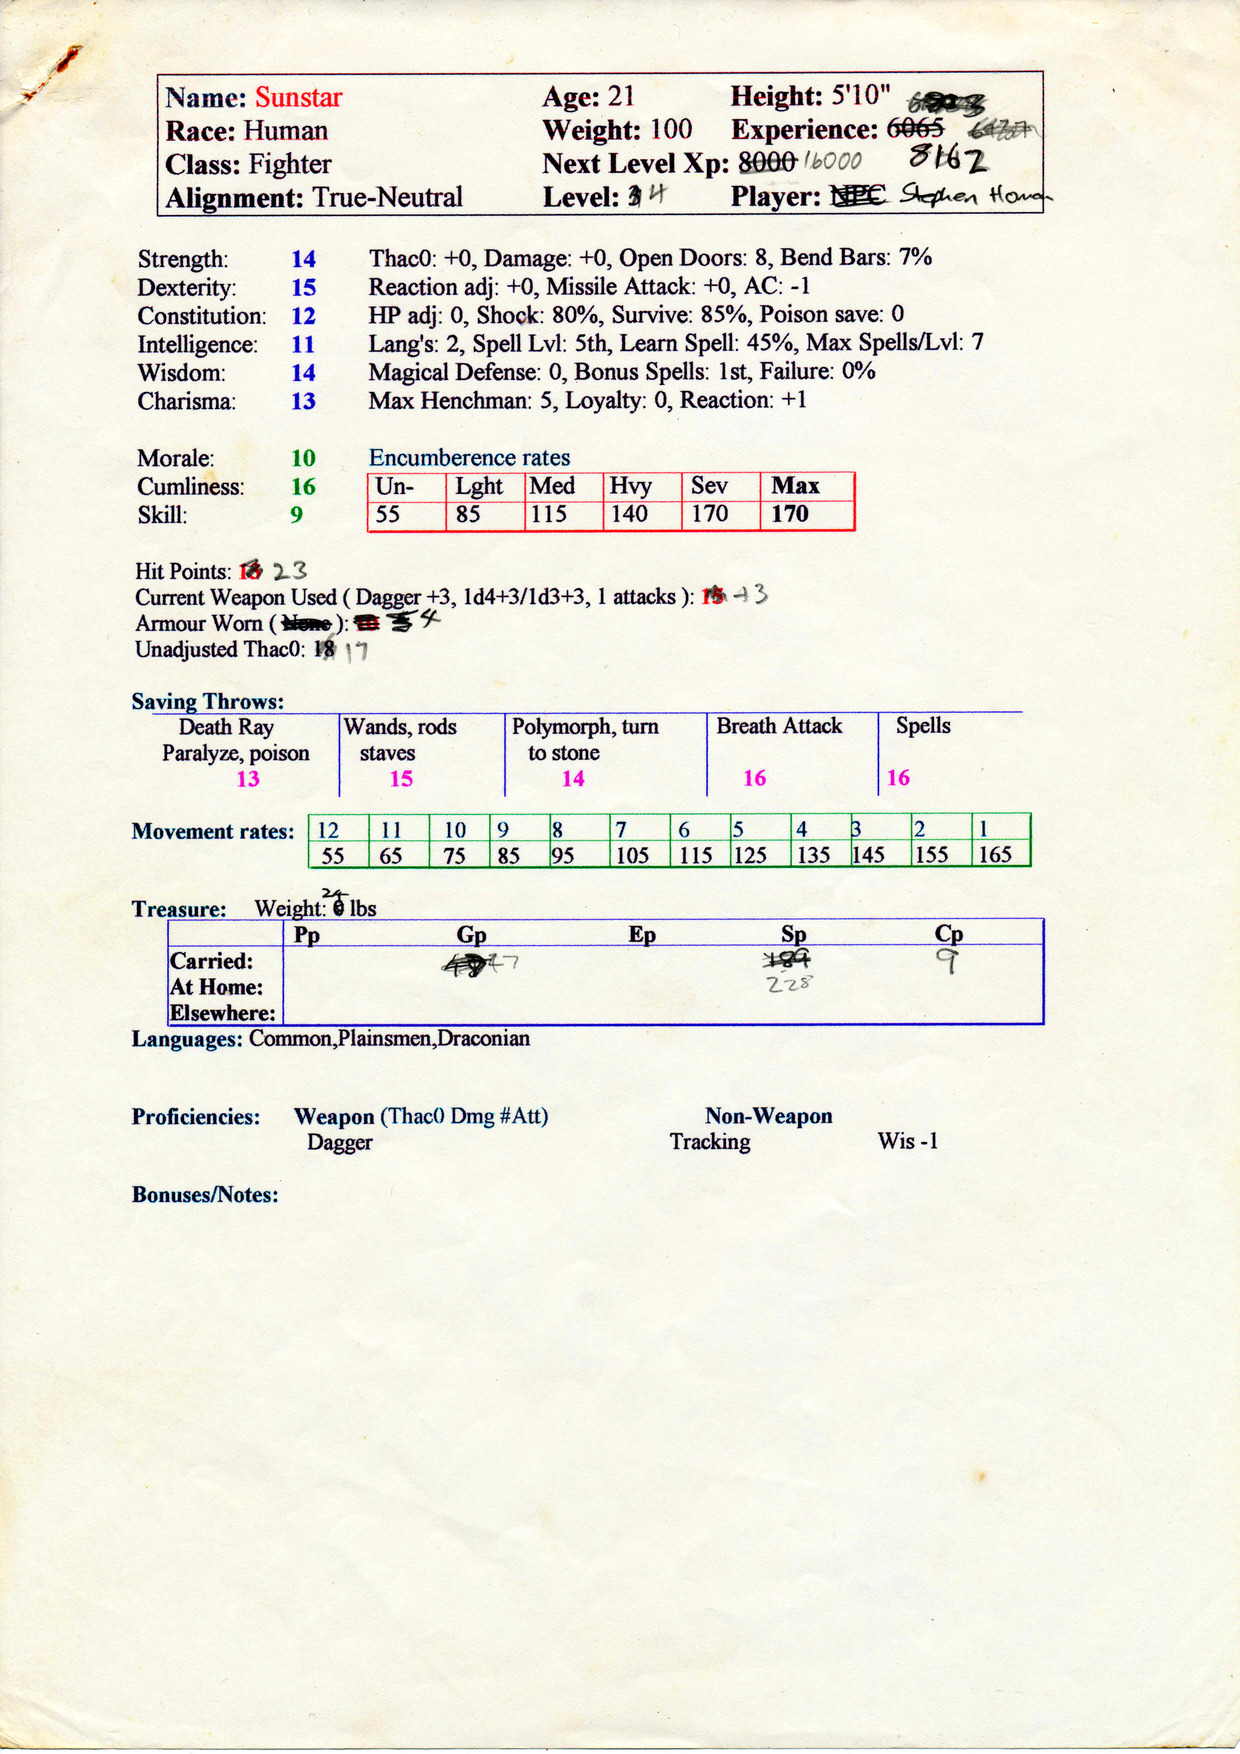 Name: Sunstar Age: 21 Height: 5'10"
Race: Human Weight: 100 Experience: 6065
Class: Fighter Next Level Xp: 8000 16000 8162
Alignment: True-Neutral Level: 3 4 Player: NPC Stephen
Strength: 14 Thac0: +0, Damage: +0, Open Doors: 8, Bend Bars: 7%
Dexterity: 15 Reaction adj: +0, Missile Attack: +0, AC: -1
Constitution: 12 HP adj: 0, Shock: 80%, Survive: 85%, Poison save: 0
Intelligence: 11 Lang's: 2, Spell Lvl: 5th, Learn Spell: 45%, Max Spells/Lvl: 7
Wisdom: 14 Magical Defense: 0, Bonus Spells: 1st, Failure: 0%
Charisma: 13 Max Henchman: 5, Loyalty: 0, Reaction: +1
Morale: 10 Encumberence rates
Cumliness: 16 Un- Lght Med Hvy Sev Max
Skill: 9 55 85 115 140 170 170
Hit Points: 23
Current Weapon Used ( Dagger +3, 1d4+3/1d3+3, 1 attacks ): 15 +3
Armour Worn ( None ): 4
Unadjusted Thac0: 18 17
Saving Throws:
Death Ray Wands, rods Polymorph, turn Breath Attack Spells
Paralyze, poison staves to stone
13 15 14 16 16
Movement rates: 12 11 10 9 8 7 6 5 4 3 2 1
55 65 75 85 95 105 115 125 135 145 155 165
24
Treasure: Weight: lbs
Pp Gp Ep Sp Cp
Carried: 47 189 9
At Home: 228
Elsewhere:
Languages: Common,Plainsmen,Draconian
Proficiencies: Weapon (Thac0 Dmg #Att) Non-Weapon
Dagger Tracking Wis -1
Bonuses/Notes: